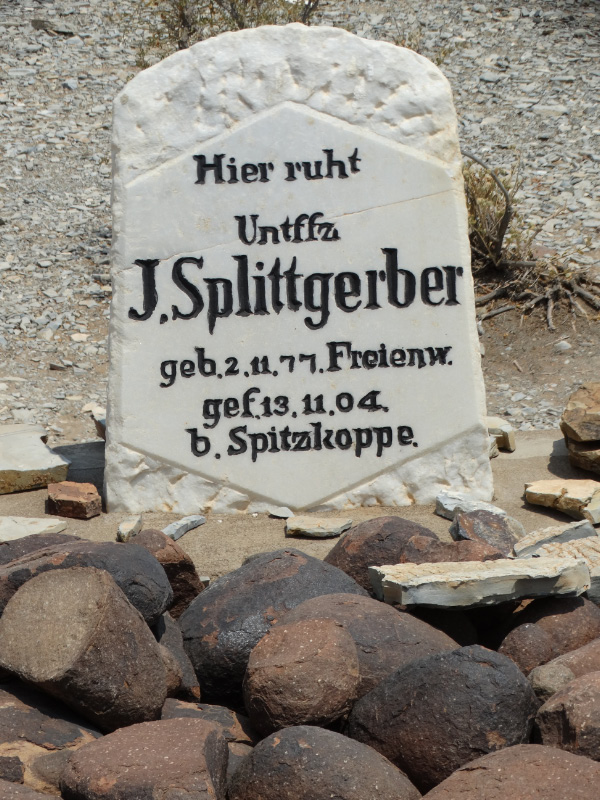 Hier ruht
Untffz
J.Splittgerber
geb.2.11.77.Freienw.
gef.13.11.04.
b. Spitzkoppe.